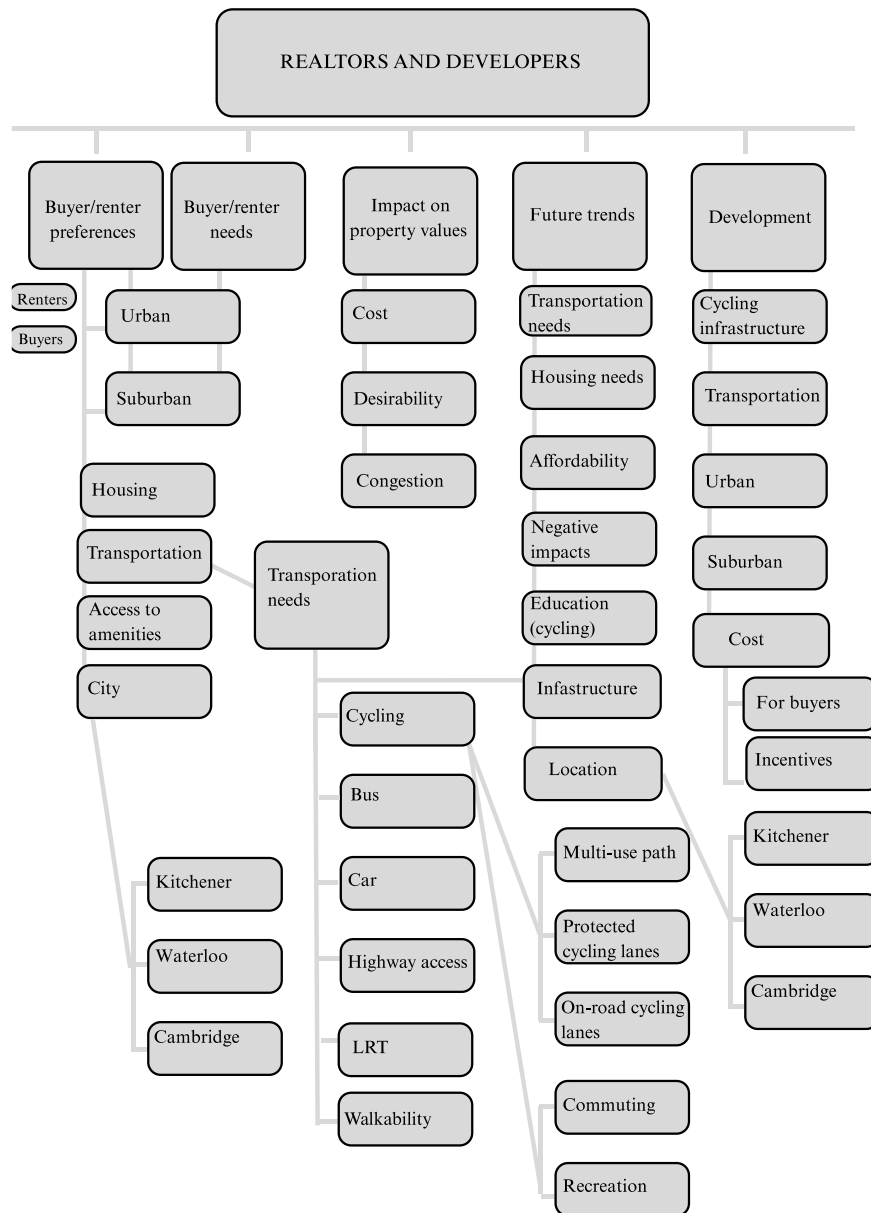 REALTORS AND DEVELOPERS
Buyer/renter
preferences
Buyer/renter
needs
Impact on
property values
Future trends
Development
Renters
Buyers
Urban
Suburban
Housing
Transportation
Access to
amenities
City
Kitchener
Waterloo
Cambridge
Transporation
needs
Cost
Desirability
Congestion
Cycling
Bus
Car
Highway access
LRT
Walkability
Transportation
needs
Housing needs
Affordability
Negative
impacts
Education
(cycling)
Infastructure
Location
Multi-use path
Protected
cycling lanes
On-road cycling
lanes
Commuting
Recreation
Cycling
infrastructure
Transportation
Urban
Suburban
Cost
For buyers
Incentives
Kitchener
Waterloo
Cambridge